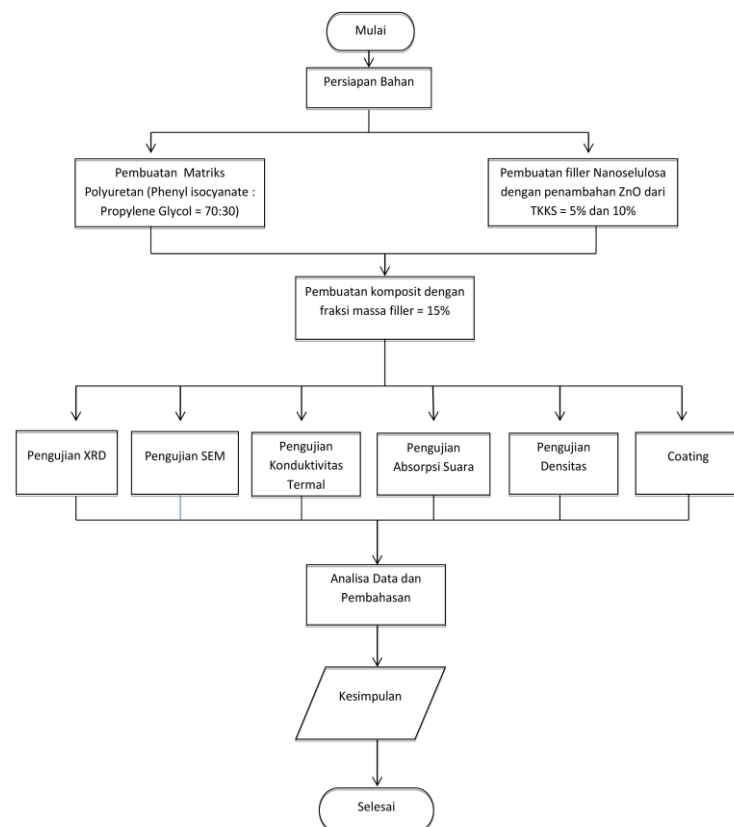 Mulai
Persiapan Bahan
Pembuatan Matriks
Polyuretan (Phenyl isocyanate :
Propylene Glycol = 70:30)
Pembuatan filler Nanoselulosa
dengan penambahan ZnO dari
TKKS = 5% dan 10%
Pembuatan komposit dengan
fraksi massa filler = 15%
Pengujian XRD
Pengujian SEM
Pengujian
Konduktivitas
Termal
Pengujian
Absorpsi Suara
Pengujian
Densitas
Coating
Analisa Data dan
Pembahasan
Kesimpulan
Selesai